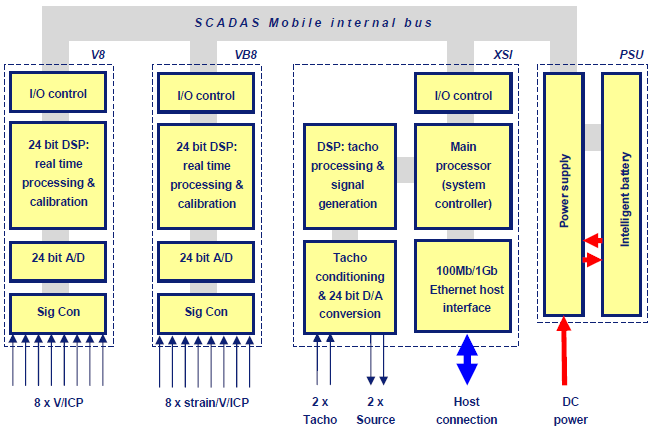 SCADAS Mobile internal bus
V8
I/O control
24 bit DSP:
real time
processing &
calibration
24 bit A/D
Sig Con
8 x V/ICP
VB8
I/O control
24 bit DSP:
real time
processing &
calibration
24 bit A/D
Sig Con
8 x strain/V/ICP
XSI
I/O control
DSP: tacho
processing &
signal
generation
Main
processor
(system
controller)
Tacho
conditioning
& 24 bit D/A
conversion
100Mb/1Gb
Ethernet host
interface
2 x
Tacho
2 x
Source
Host
connection
PSU
Power supply
Intelligent battery
DC
power